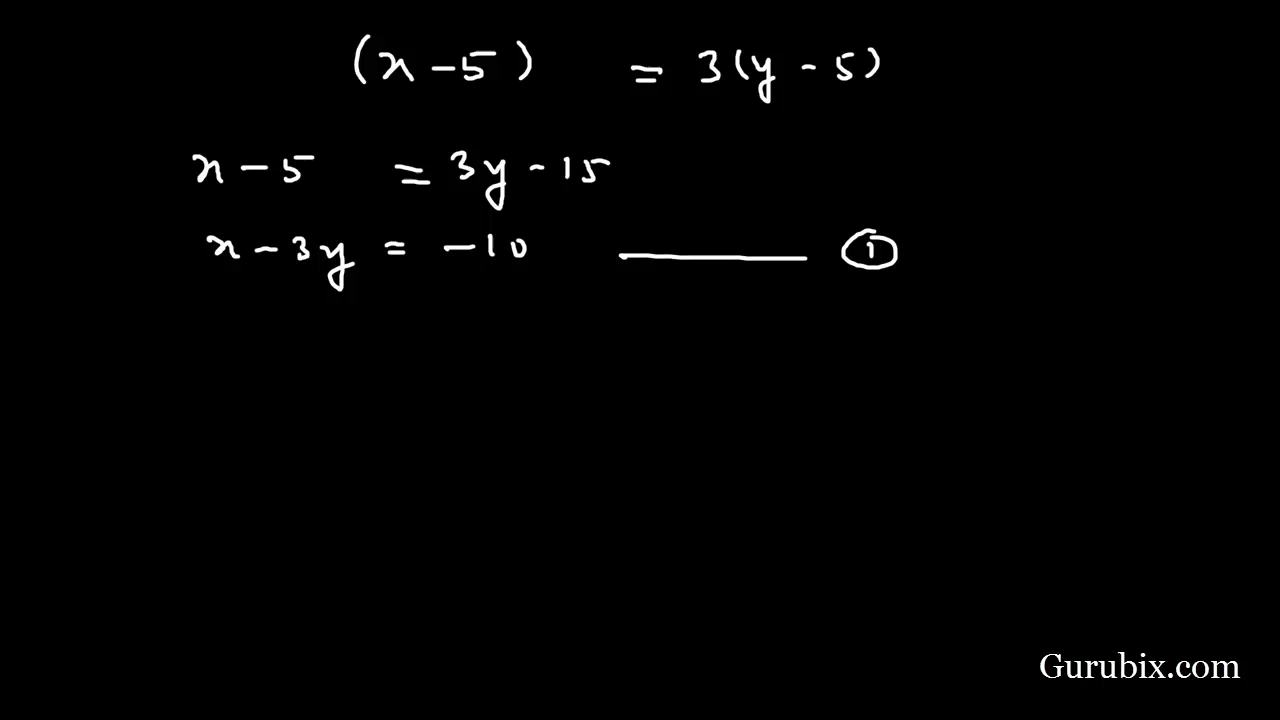 (x - 5) = 3(y - 5)
x - 5 = 3y - 15
x - 3y = -10 ——— ①
Gurubix.com